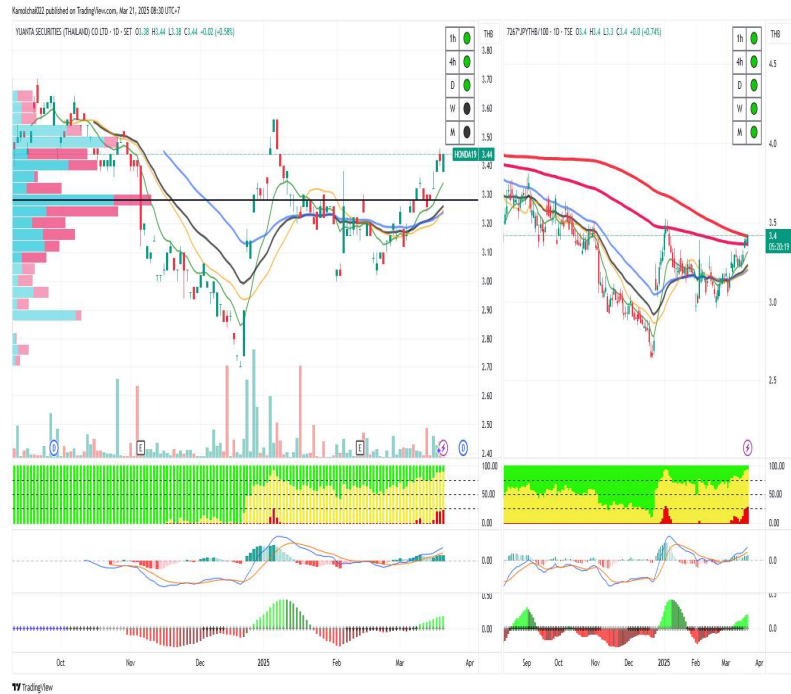 Kamolchai022 published on TradingView.com, Mar 21, 2025 08:30 UTC+7
YUANTA SECURITIES (THAILAND) CO LTD · 1D · SET O3.38 H3.44 L3.38 C3.44 +0.02 (+0.58%)
THB
1h
4h
D
W
M
3.80
3.70
3.60
3.50
HONDA19 3.44
3.40
3.30
3.20
3.10
3.00
2.90
2.80
2.70
2.60
2.50
2.40
D
E
E
D
100.00
50.00
0.00
0.00
0.50
0.00
Oct
Nov
Dec
2025
Feb
Mar
Apr
7267*JPYTHB/100 · 1D · TSE O3.4 H3.4 L3.3 C3.4 +0.0 (+0.74%)
THB
1h
4h
D
W
M
4.5
4.0
3.5
3.4
05:20:19
3.0
2.5
100.00
50.00
0.00
0.00
0.00
Sep
Oct
Nov
Dec
2025
Feb
Mar
Apr
TradingView